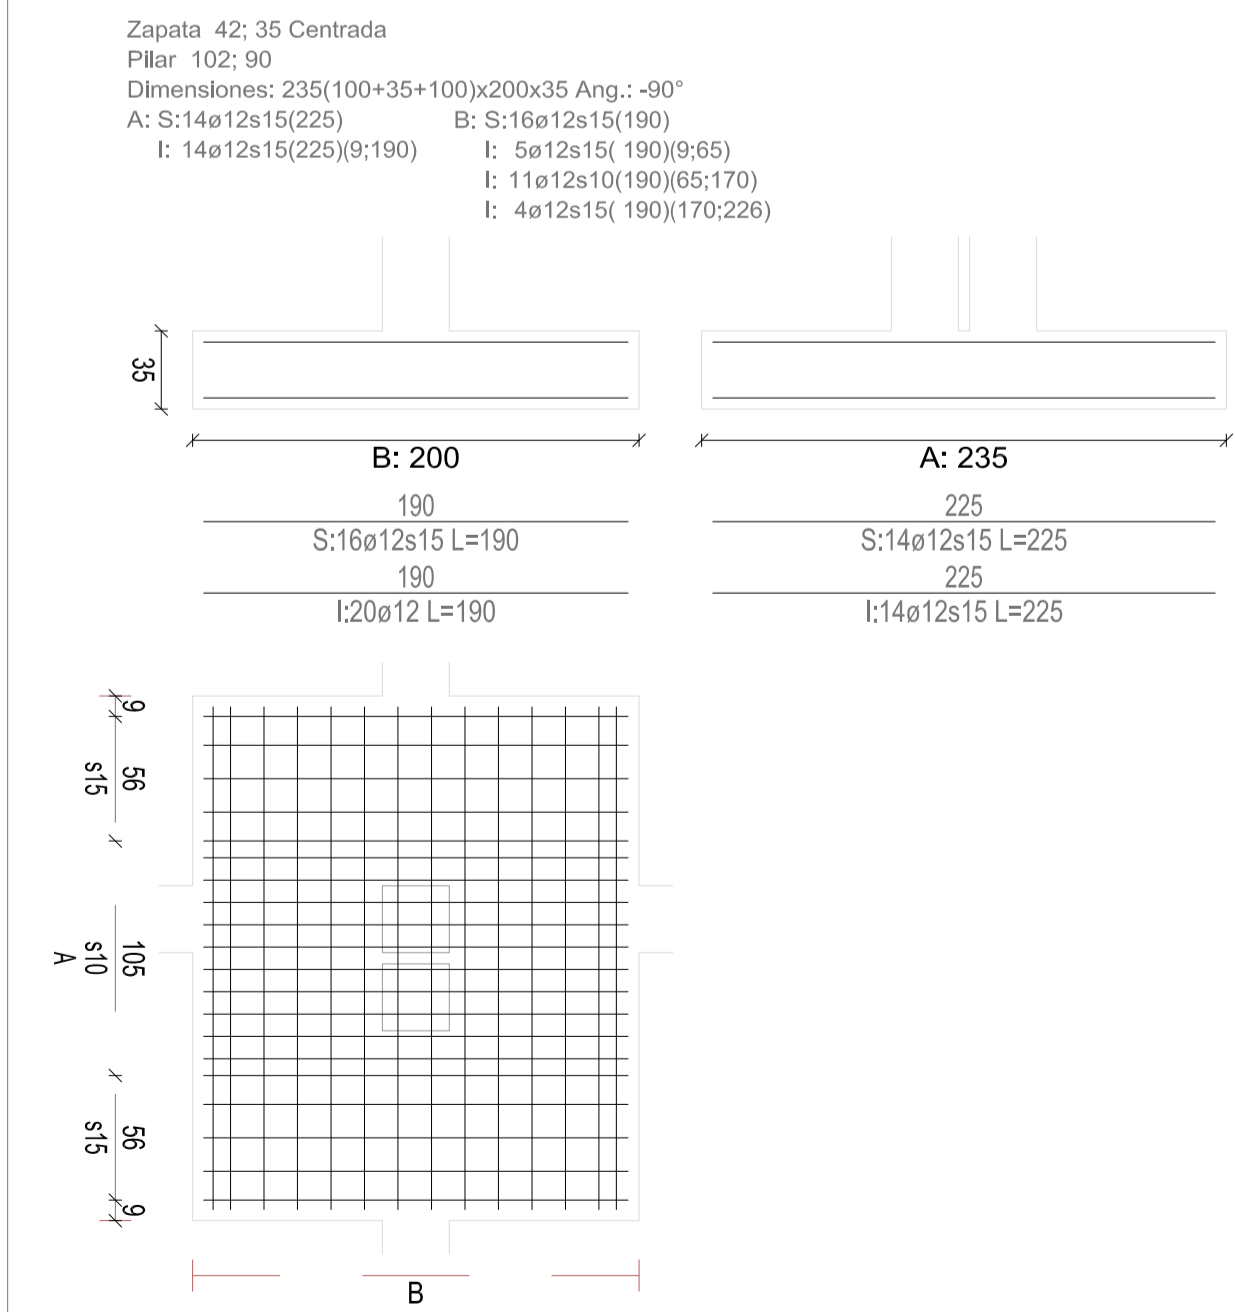 Zapata 42; 35 Centrada
Pilar 102; 90
Dimensiones: 235(100+35+100)x200x35 Ang.: -90°
A: S:14ø12s15(225) B: S:16ø12s15(190)
I: 14ø12s15(225)(9;190) I: 5ø12s15( 190)(9;65)
I: 11ø12s10(190)(65;170)
I: 4ø12s15( 190)(170;226)
35
B: 200 A: 235
190 225
S:16ø12s15 L=190 S:14ø12s15 L=225
190 225
I:20ø12 L=190 I:14ø12s15 L=225
9
56
s15
105
s10
A
56
s15
9
B